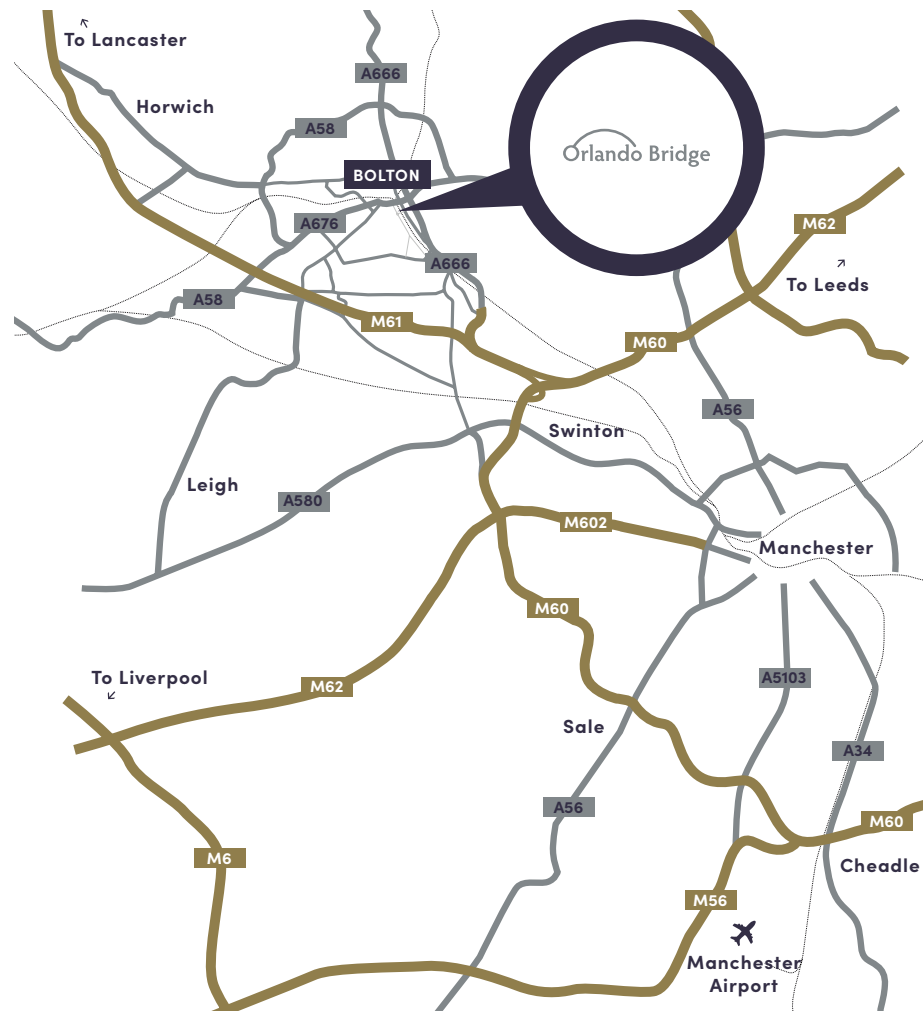 To Lancaster
A666
Horwich
A58
Orlando Bridge
BOLTON
A676
M62
A666
To Leeds
A58
M61
M60
A56
Swinton
Leigh
A580
M602
Manchester
M60
To Liverpool
A5103
M62
Sale
A34
A56
M60
M6
Cheadle
M56
Manchester
Airport